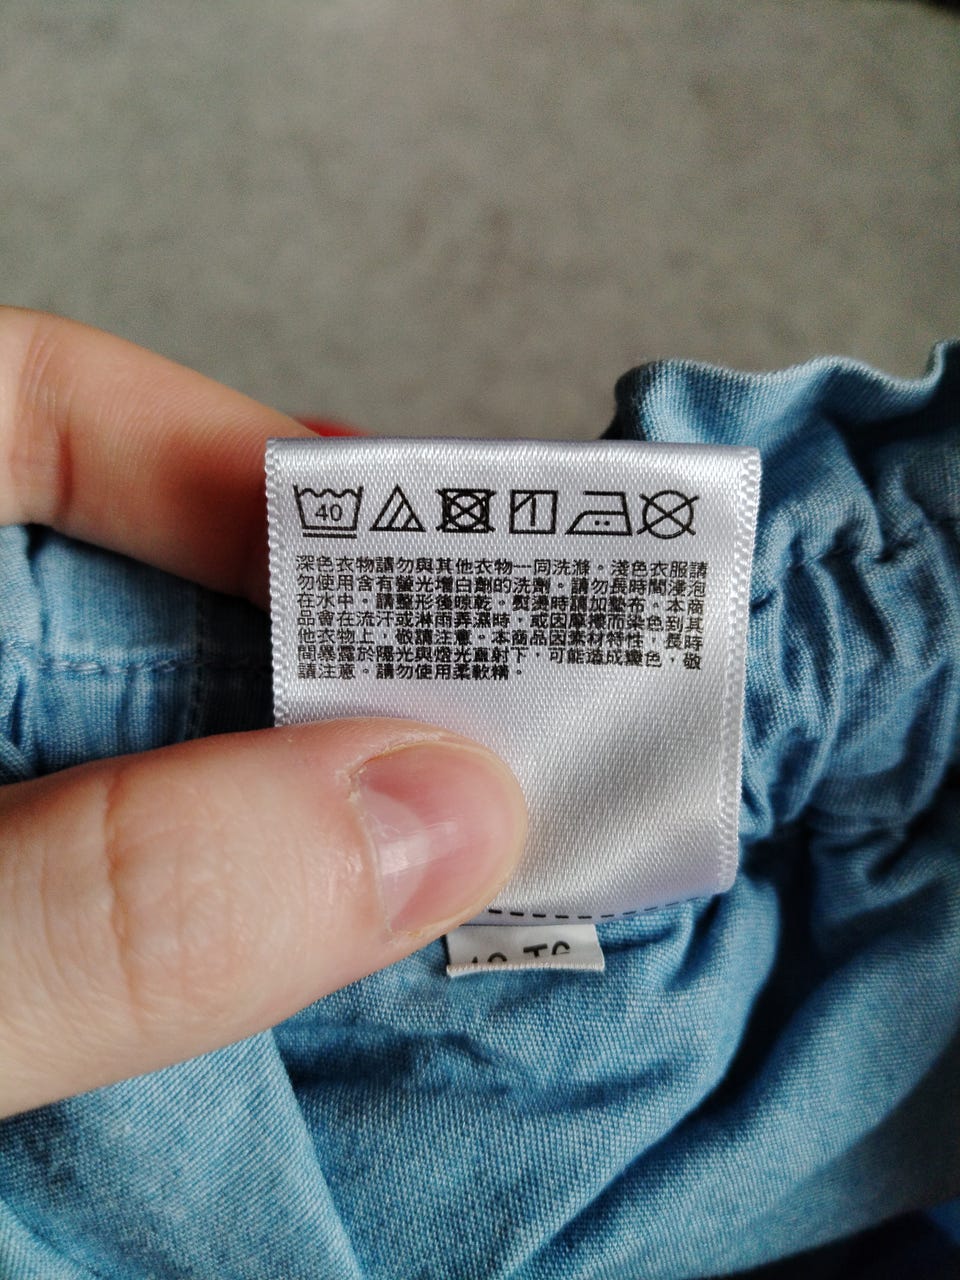 40
深色衣物請勿與其他衣物一同洗滌。淺色衣服請
勿使用含有螢光增白劑的洗劑。請勿長時間浸泡
在水中，請整形後晾乾。熨燙時請加墊布。本商
品會在流汗或淋雨弄濕時，或因摩擦而染色到其
他衣物上，敬請注意。本商品因素材特性，長時
間暴露於陽光與燈光直射下，可能造成變色，敬
請注意。請勿使用柔軟精。